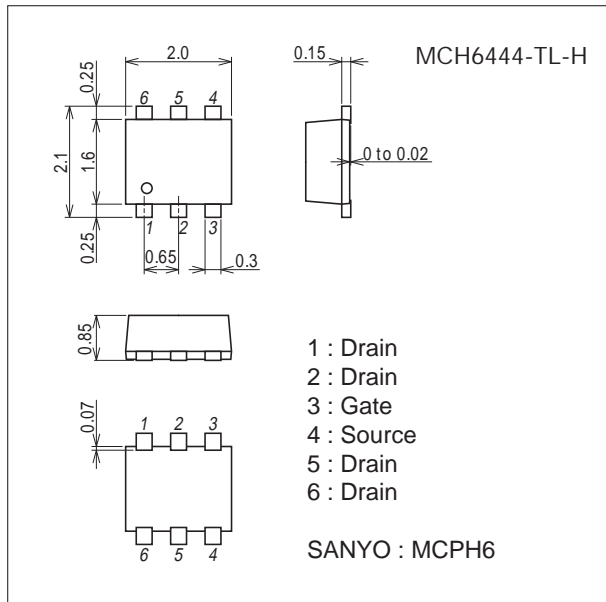 MCH6444-TL-H
2.0
0.15
0.25
6 5 4
2.1
1.6
0 to 0.02
0.25
1 2 3
0.65
0.3
0.85
1 : Drain
2 : Drain
3 : Gate
4 : Source
5 : Drain
6 : Drain
0.07
1 2 3
6 5 4
SANYO : MCPH6